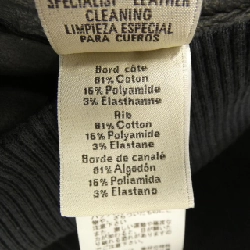 SPECIALIST LEATHER
CLEANING
LIMPIEZA ESPECIAL
PARA CUEROS
Bord côte
81% Coton
16% Polyamide
3% Elasthanne
Rib
81% Cotton
16% Polyamide
3% Elastane
Borde de canalé
81% Algodón
16% Poliamida
3% Elastano